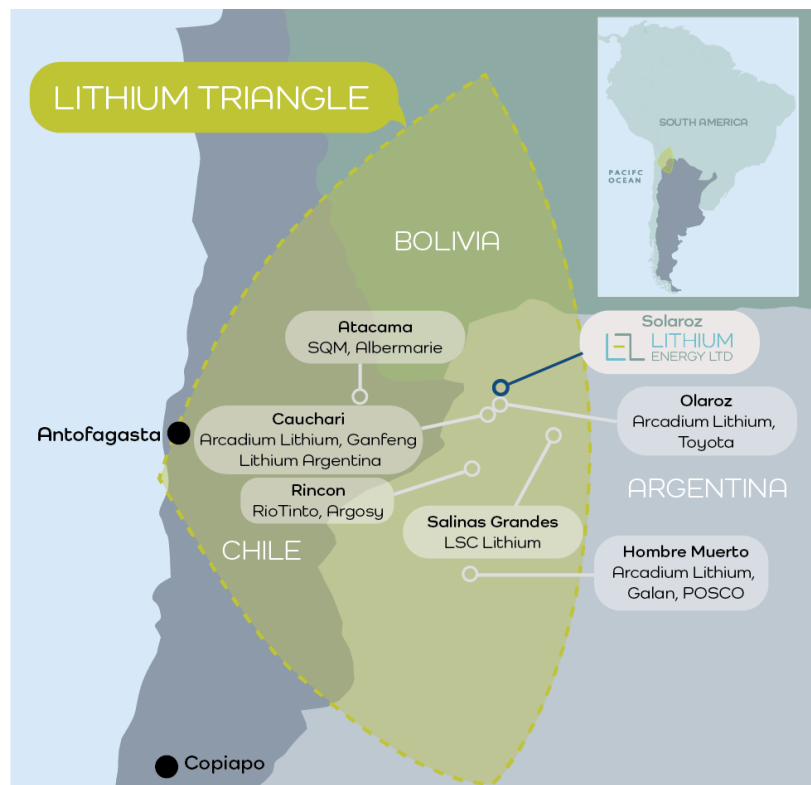 LITHIUM TRIANGLE
SOUTH AMERICA
PACIFC
OCEAN
BOLIVIA
Atacama
SQM, Albermarie
Solaroz
LEL LITHIUM
ENERGY LTD
Cauchari
Arcadium Lithium, Ganfeng
Lithium Argentina
Olaroz
Arcadium Lithium,
Toyota
Antofagasta
Rincon
RioTinto, Argosy
ARGENTINA
Salinas Grandes
LSC Lithium
CHILE
Hombre Muerto
Arcadium Lithium,
Galan, POSCO
Copiapo